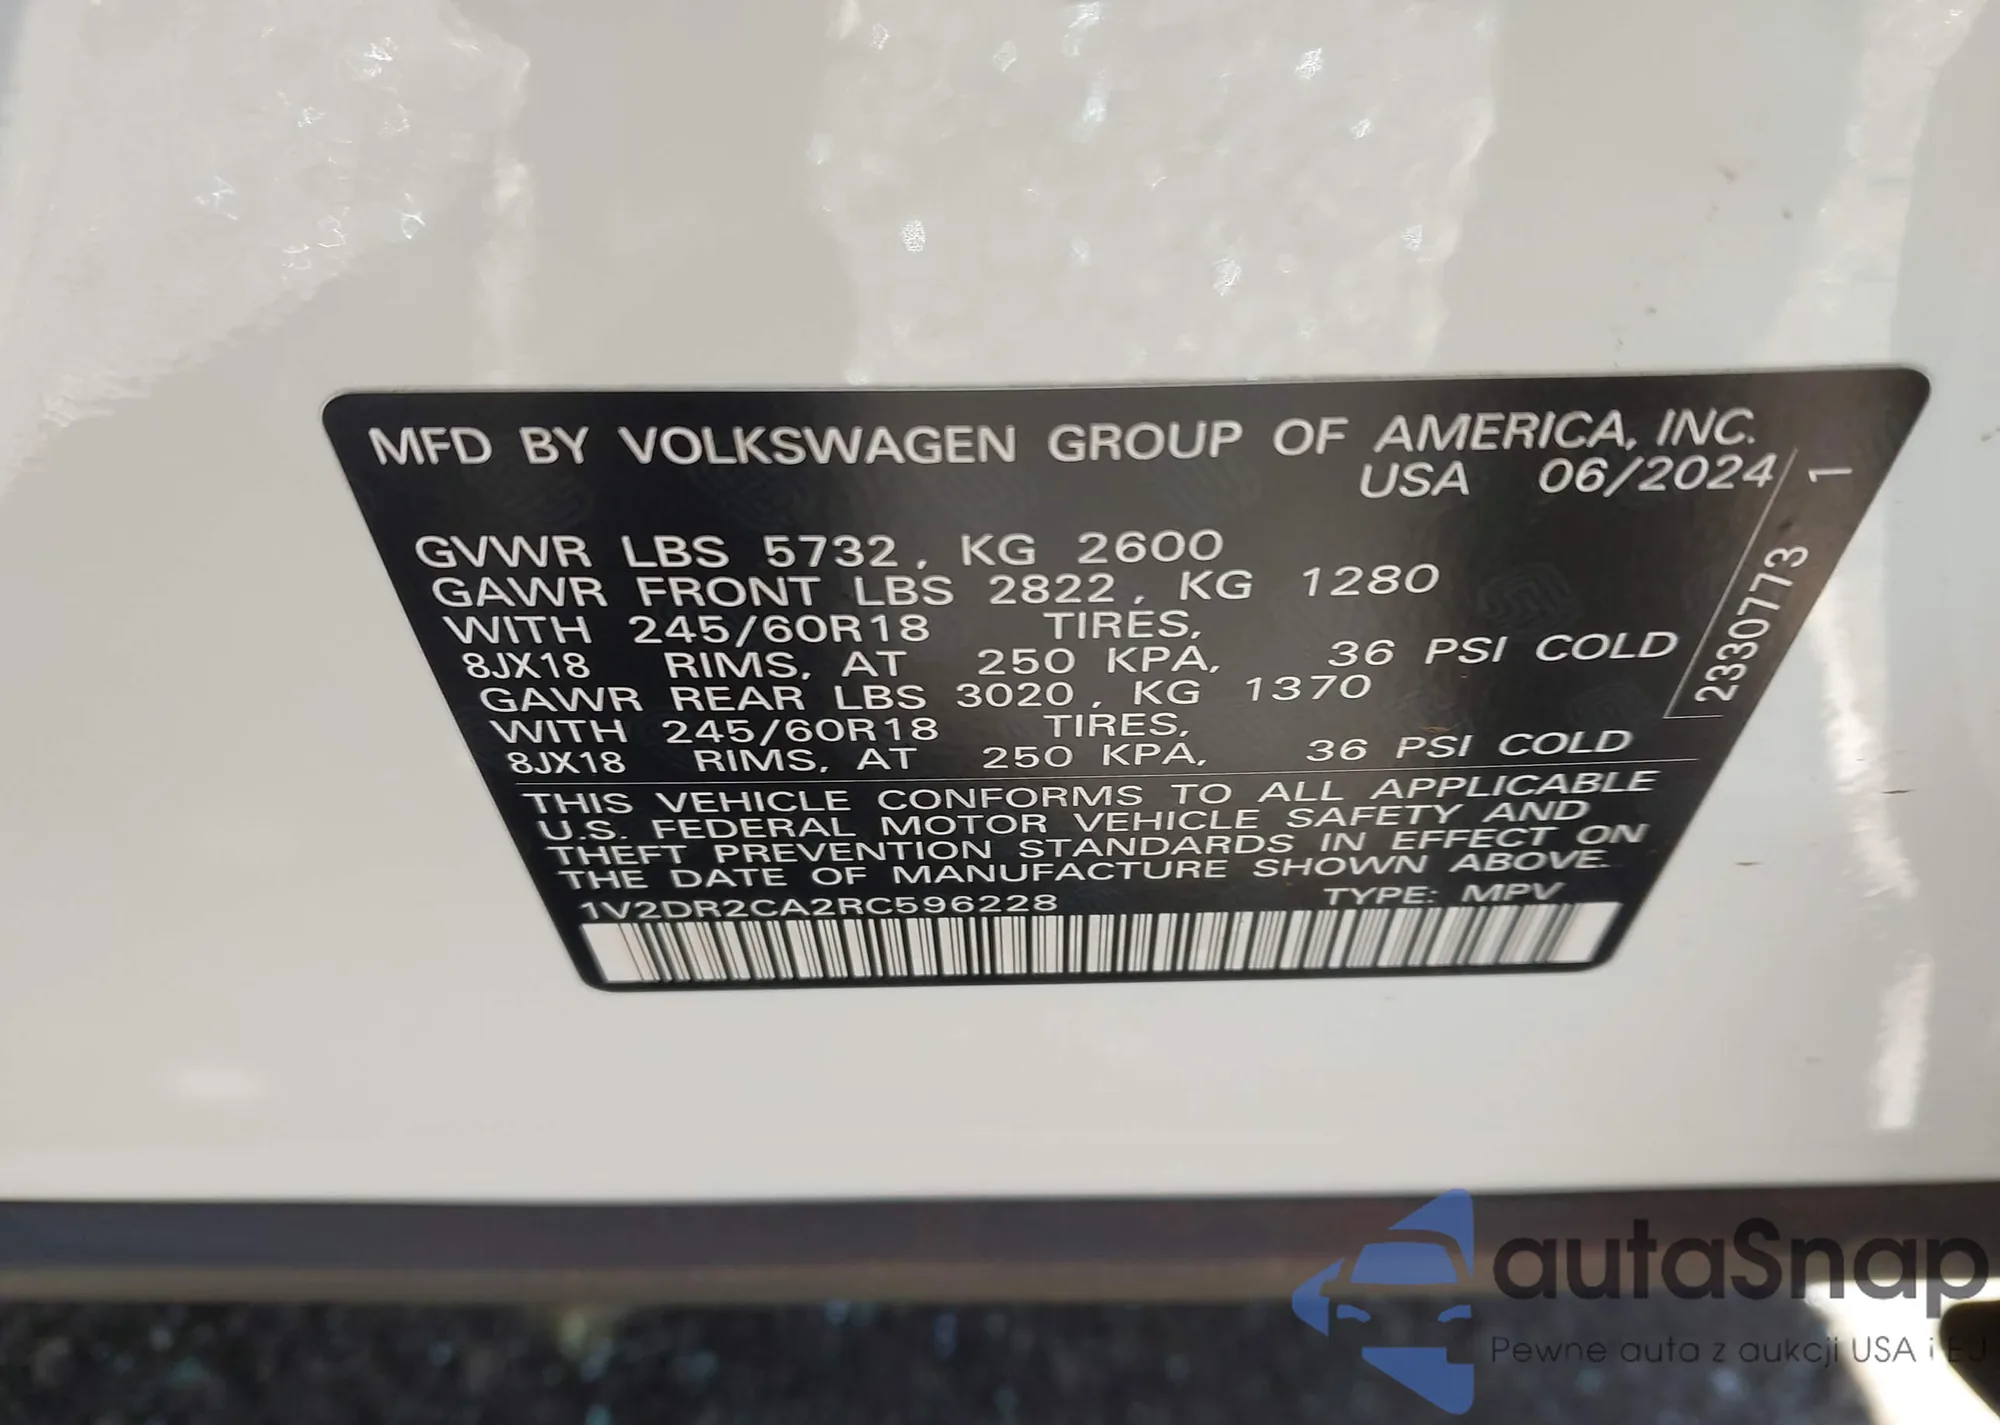 MFD BY VOLKSWAGEN GROUP OF AMERICA, INC.
USA 06/2024
GVWR LBS 5732, KG 2600
GAWR FRONT LBS 2822, KG 1280
WITH 245/60R18 TIRES,
8JX18 RIMS, AT 250 KPA, 36 PSI COLD
GAWR REAR LBS 3020, KG 1370
WITH 245/60R18 TIRES,
8JX18 RIMS, AT 250 KPA, 36 PSI COLD
2330773 1
THIS VEHICLE CONFORMS TO ALL APPLICABLE
U.S. FEDERAL MOTOR VEHICLE SAFETY AND
THEFT PREVENTION STANDARDS IN EFFECT ON
THE DATE OF MANUFACTURE SHOWN ABOVE.
1V2DR2CA2RC596228 TYPE: MPV
autaSnap
Pewne auta z aukcji USA i EJ